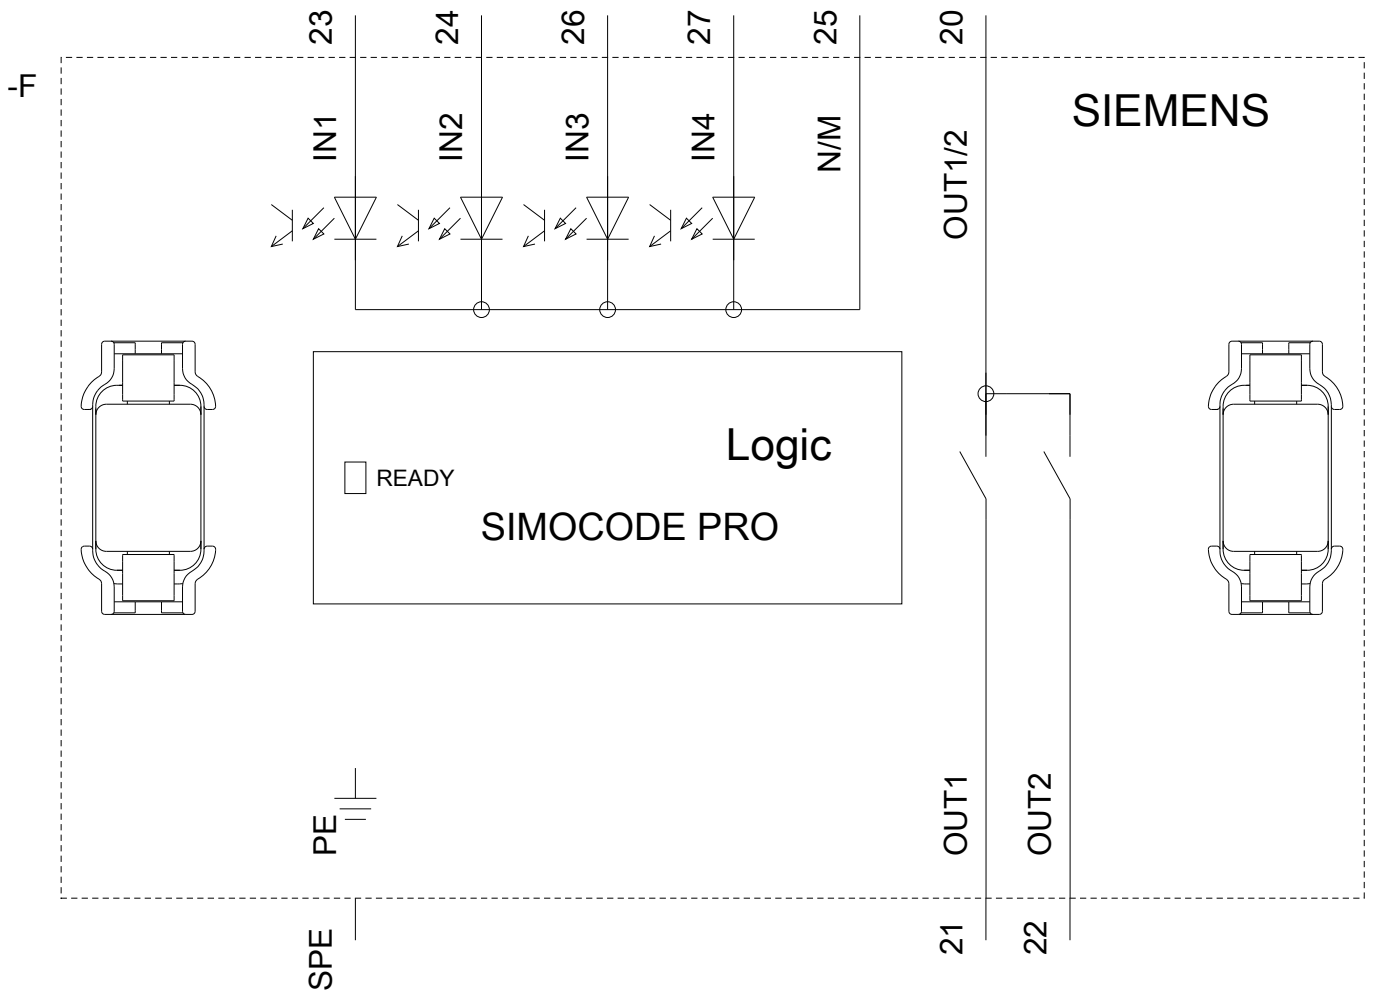 23
24
26
27
25
20
-F
SIEMENS
IN1
IN2
IN3
IN4
N/M
OUT1/2
Logic
READY
SIMOCODE PRO
PE
OUT1
OUT2
SPE
21
22